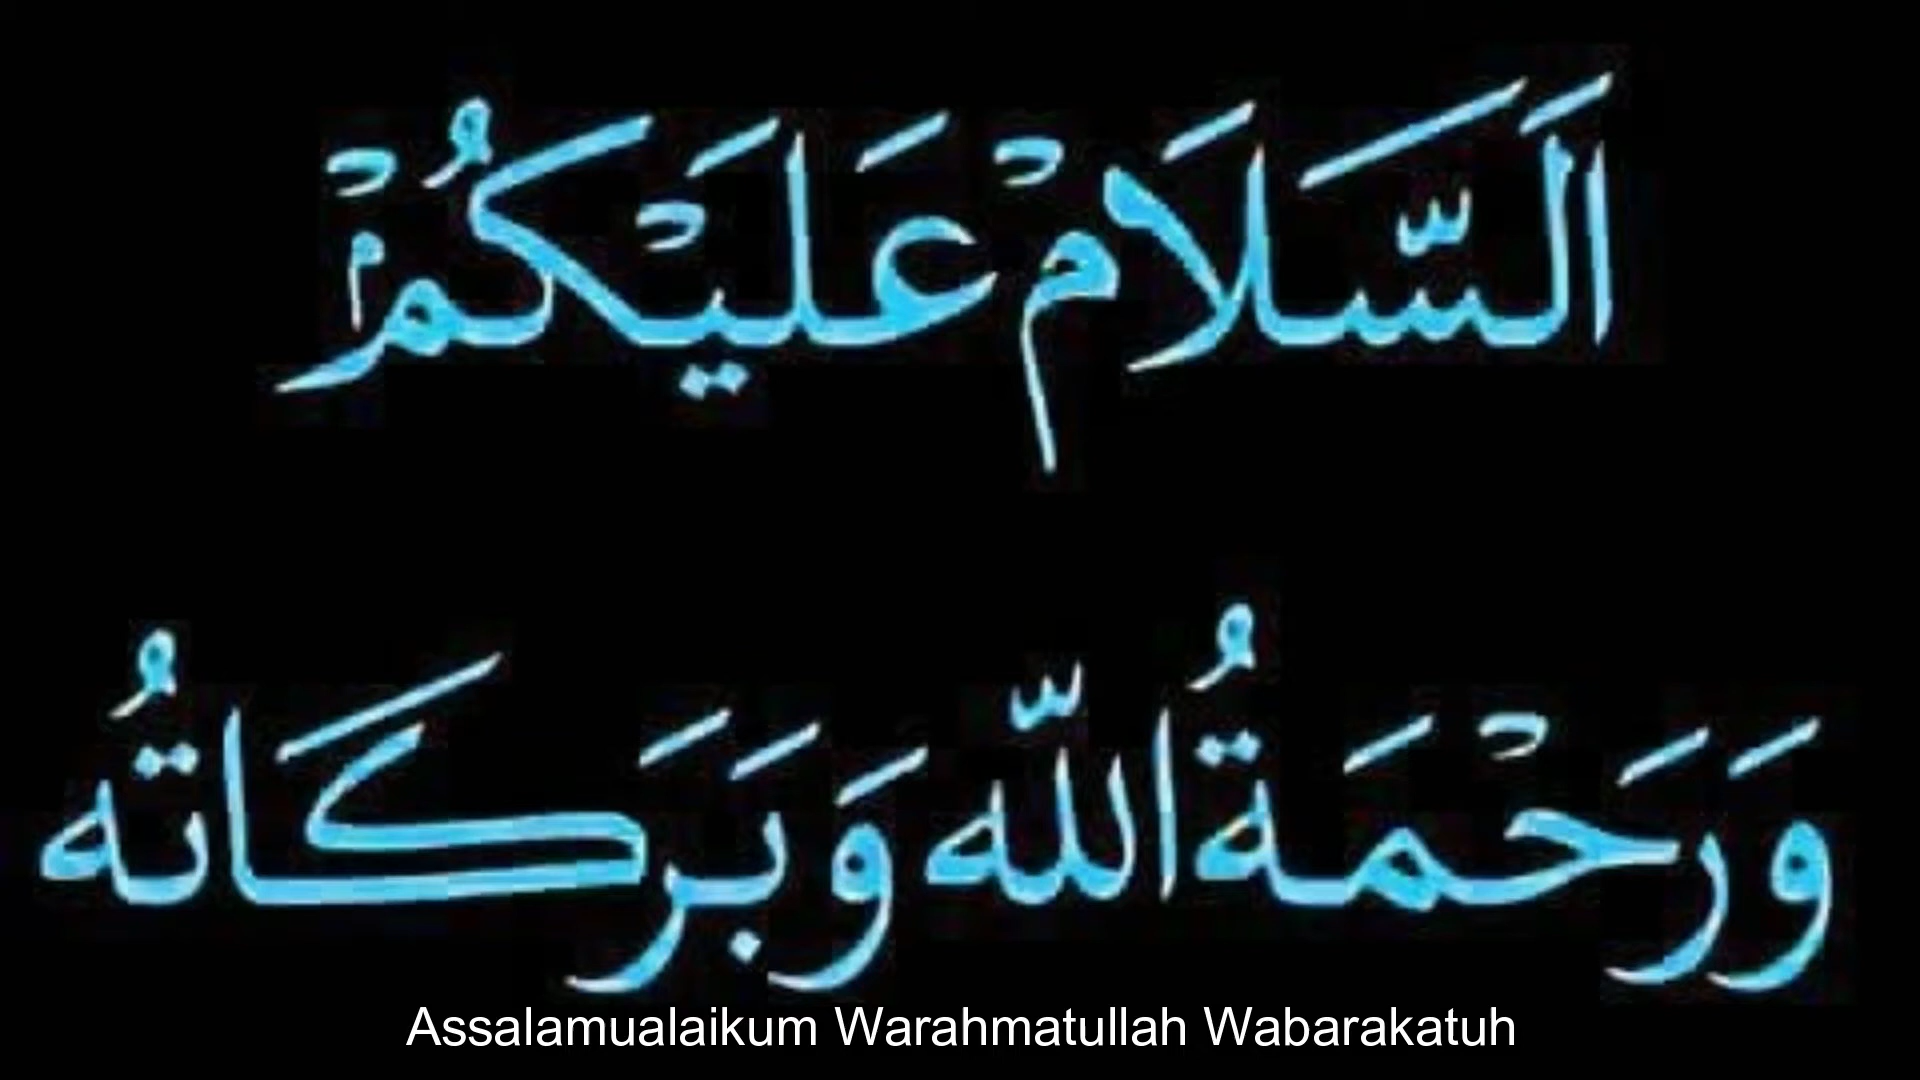 اَلسَّلَامْ عَلَيْكُمْ
وَرَحْمَةُ اللّه وَبَرَكَاتُه
Assalamualaikum Warahmatullah Wabarakatuh